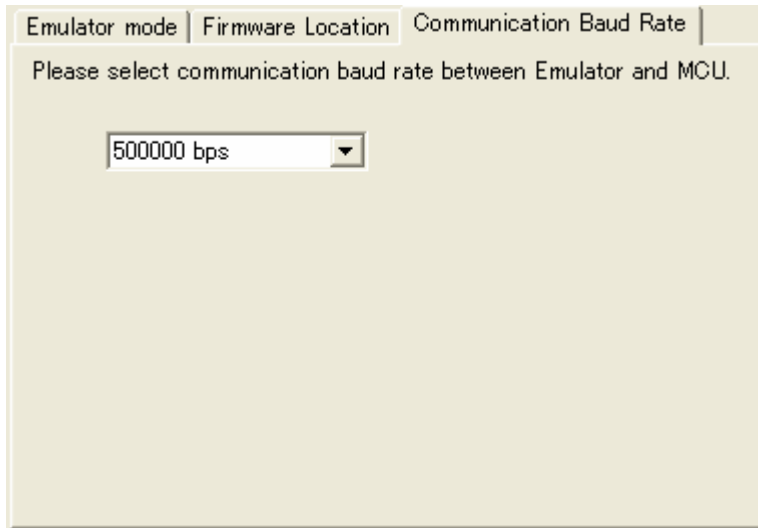 Emulator mode Firmware Location Communication Baud Rate
Please select communication baud rate between Emulator and MCU.
500000 bps